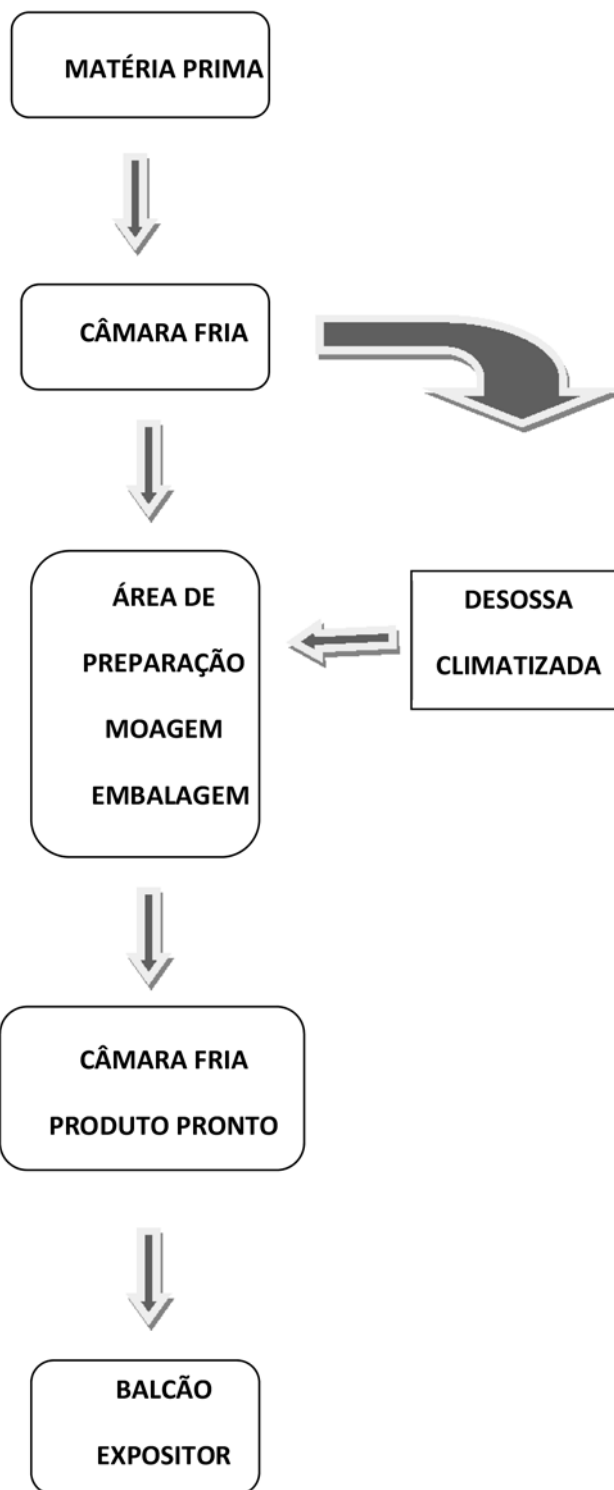 MATÉRIA PRIMA
CÂMARA FRIA
ÁREA DE
PREPARAÇÃO
MOAGEM
EMBALAGEM
DESOSSA
CLIMATIZADA
CÂMARA FRIA
PRODUTO PRONTO
BALCÃO
EXPOSITOR